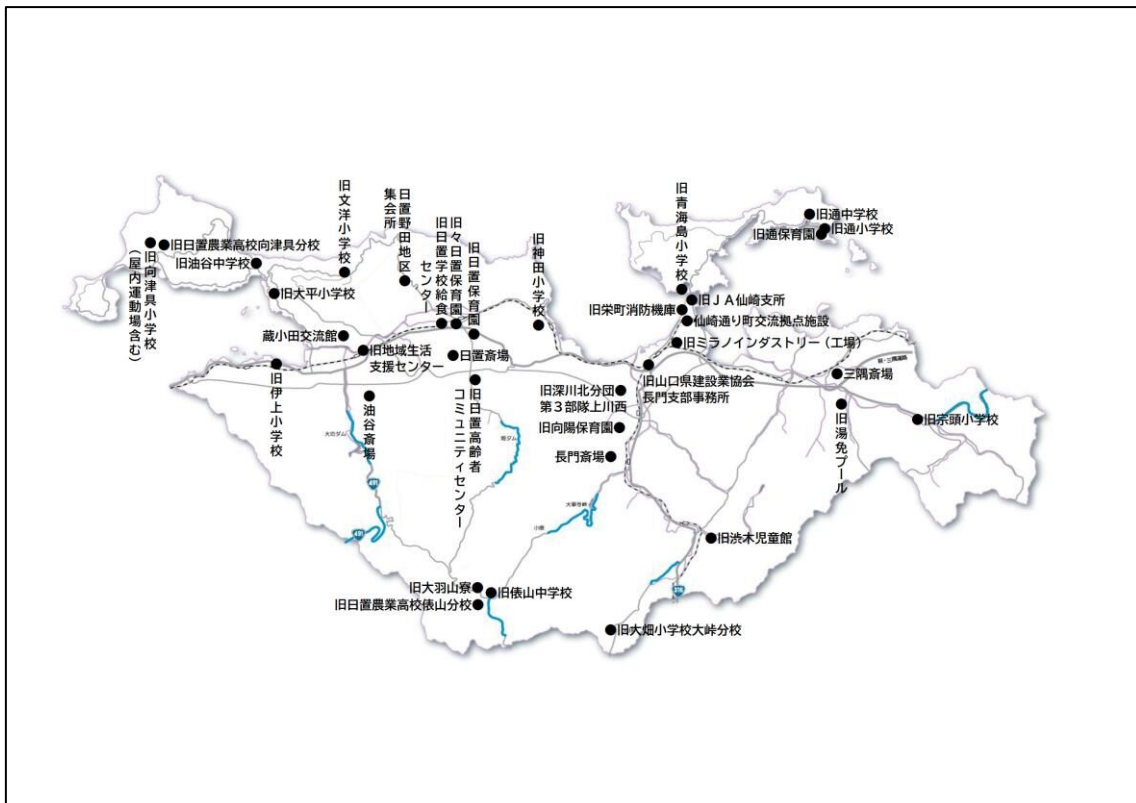 旧向津具小学校
(屋内運動場含む)
旧日置農業高校向津具分校
旧油谷中学校
旧大平小学校
旧文洋小学校
日置野田地区
集会所
旧日置学校給食
センター
旧々日置保育園
旧日置保育園
旧神田小学校
旧青海島小学校
旧通中学校
旧通小学校
旧通保育園
旧JA仙崎支所
旧栄町消防機庫
仙崎通り町交流拠点施設
旧ミラノインダストリー(工場)
蔵小田交流館
旧地域生活
支援センター
日置斎場
旧伊上小学校
油谷斎場
旧日置高齢者
コミュニティセンター
旧山口県建設業協会
長門支部事務所
旧深川北分団
第3部隊上川西
旧向陽保育園
長門斎場
三隅斎場
旧湯免プール
旧宗頭小学校
旧渋木児童館
旧大羽山寮
旧俵山中学校
旧日置農業高校俵山分校
旧大畑小学校大峠分校
491
491
316